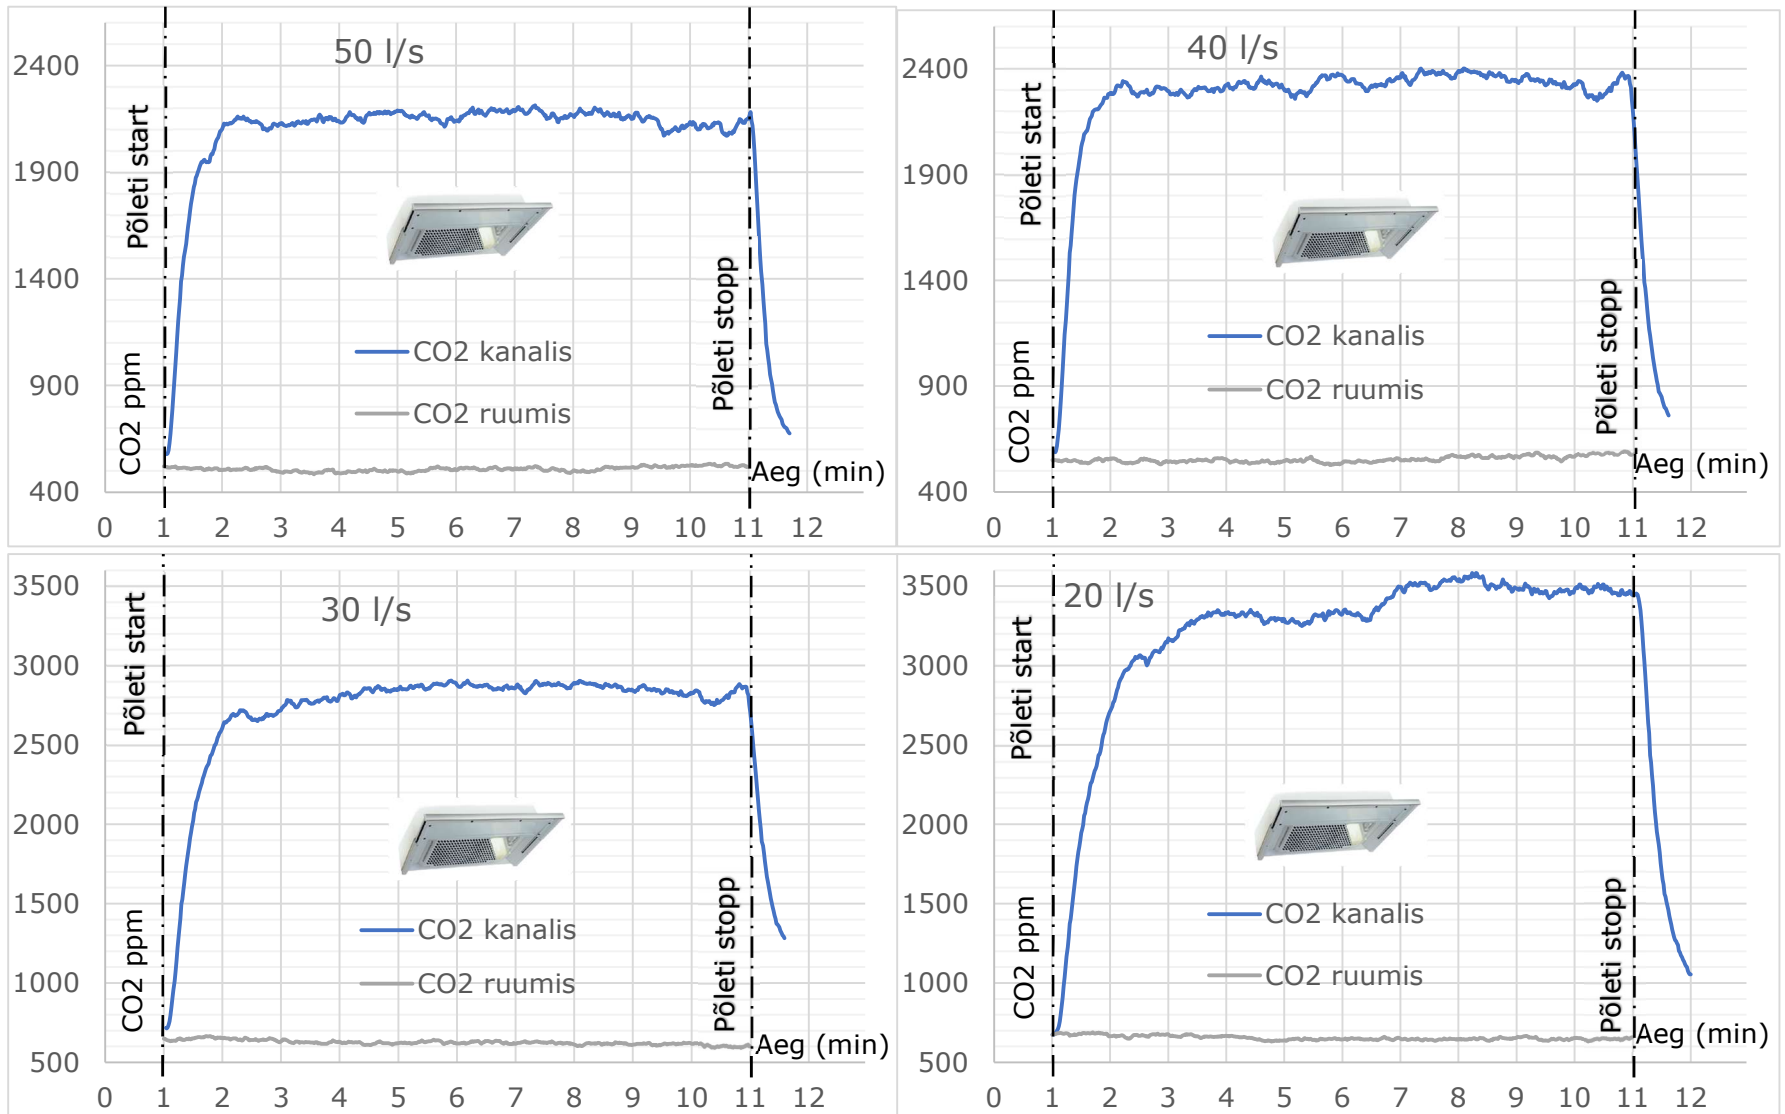 50 l/s
2400
1900
1400
900
400
Põleti start
CO2 ppm
CO2 kanalis
CO2 ruumis
Põleti stopp
Aeg (min)
0 1 2 3 4 5 6 7 8 9 10 11 12
40 l/s
2400
1900
1400
900
400
Põleti start
CO2 ppm
CO2 kanalis
CO2 ruumis
Põleti stopp
Aeg (min)
0 1 2 3 4 5 6 7 8 9 10 11 12
30 l/s
3500
3000
2500
2000
1500
1000
500
Põleti start
CO2 ppm
CO2 kanalis
CO2 ruumis
Põleti stopp
Aeg (min)
0 1 2 3 4 5 6 7 8 9 10 11 12
20 l/s
3500
3000
2500
2000
1500
1000
500
Põleti start
CO2 ppm
CO2 kanalis
CO2 ruumis
Põleti stopp
Aeg (min)
0 1 2 3 4 5 6 7 8 9 10 11 12